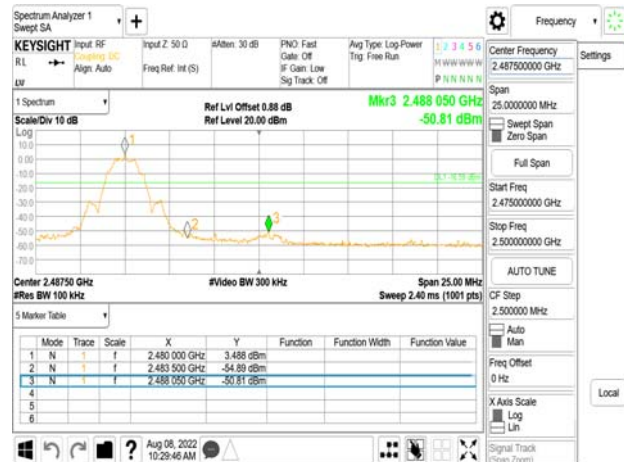 Spectrum Analyzer 1
Swept SA
Frequency
KEYSIGHT Input: RF Input Z: 50 Ω #Atten: 30 dB PNO: Fast Avg Type: Log-Power 1 2 3 4 5 6
RL Coupling: DC Gate: Off Trig: Free Run M W W W W W
Align: Auto Freq Ref: Int (S) IF Gain: Low
Sig Track: Off P N N N N N
LXI
1 Spectrum
Ref Lvl Offset 0.88 dB
Mkr3 2.488 050 GHz
Scale/Div 10 dB
Ref Level 20.00 dBm
-50.81 dBm
Log
10.0
0.00
-10.0
-20.0
-30.0
-40.0
-50.0
-60.0
-70.0
1
2
3
Center 2.48750 GHz
#Video BW 300 kHz
Span 25.00 MHz
#Res BW 100 kHz
Sweep 2.40 ms (1001 pts)
5 Marker Table
Mode Trace Scale X Y Function Function Width Function Value
1 N 1 f 2.480 000 GHz 3.488 dBm
2 N 1 f 2.483 500 GHz -54.89 dBm
3 N 1 f 2.488 050 GHz -50.81 dBm
4
5
6
?
Aug 08, 2022
10:29:46 AM
Center Frequency
2.487500000 GHz
Settings
Span
25.0000000 MHz
Swept Span
Zero Span
Full Span
Start Freq
2.475000000 GHz
Stop Freq
2.500000000 GHz
AUTO TUNE
CF Step
2.500000 MHz
Auto
Man
Freq Offset
0 Hz
X Axis Scale
Log
Lin
Local
Signal Track
(Span Zoom)